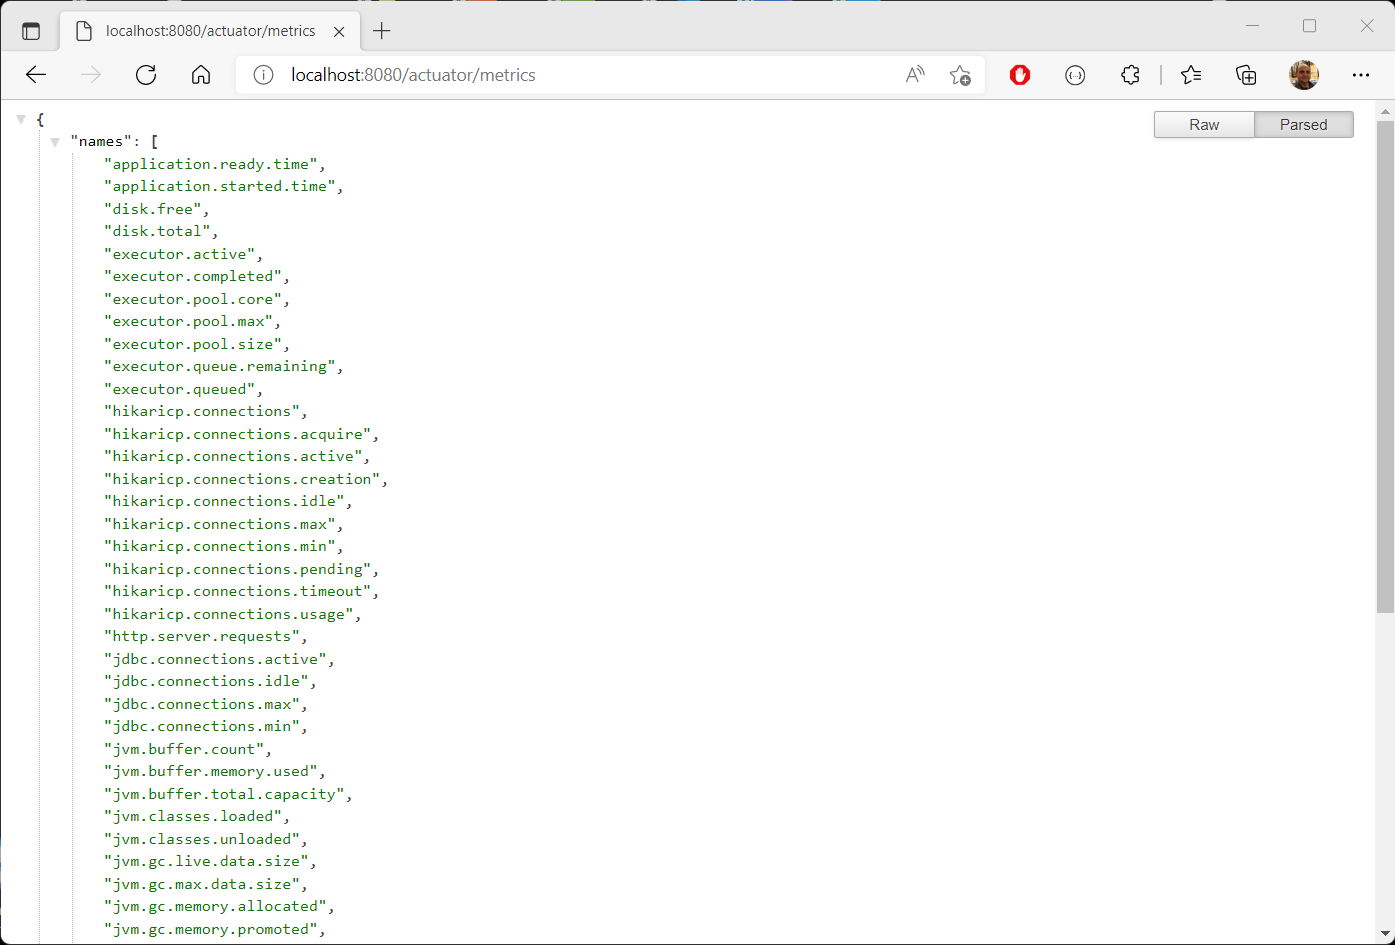 localhost:8080/actuator/metrics
localhost:8080/actuator/metrics
Raw
Parsed
{
"names": [
"application.ready.time",
"application.started.time",
"disk.free",
"disk.total",
"executor.active",
"executor.completed",
"executor.pool.core",
"executor.pool.max",
"executor.pool.size",
"executor.queue.remaining",
"executor.queued",
"hikaricp.connections",
"hikaricp.connections.acquire",
"hikaricp.connections.active",
"hikaricp.connections.creation",
"hikaricp.connections.idle",
"hikaricp.connections.max",
"hikaricp.connections.min",
"hikaricp.connections.pending",
"hikaricp.connections.timeout",
"hikaricp.connections.usage",
"http.server.requests",
"jdbc.connections.active",
"jdbc.connections.idle",
"jdbc.connections.max",
"jdbc.connections.min",
"jvm.buffer.count",
"jvm.buffer.memory.used",
"jvm.buffer.total.capacity",
"jvm.classes.loaded",
"jvm.classes.unloaded",
"jvm.gc.live.data.size",
"jvm.gc.max.data.size",
"jvm.gc.memory.allocated",
"jvm.gc.memory.promoted",